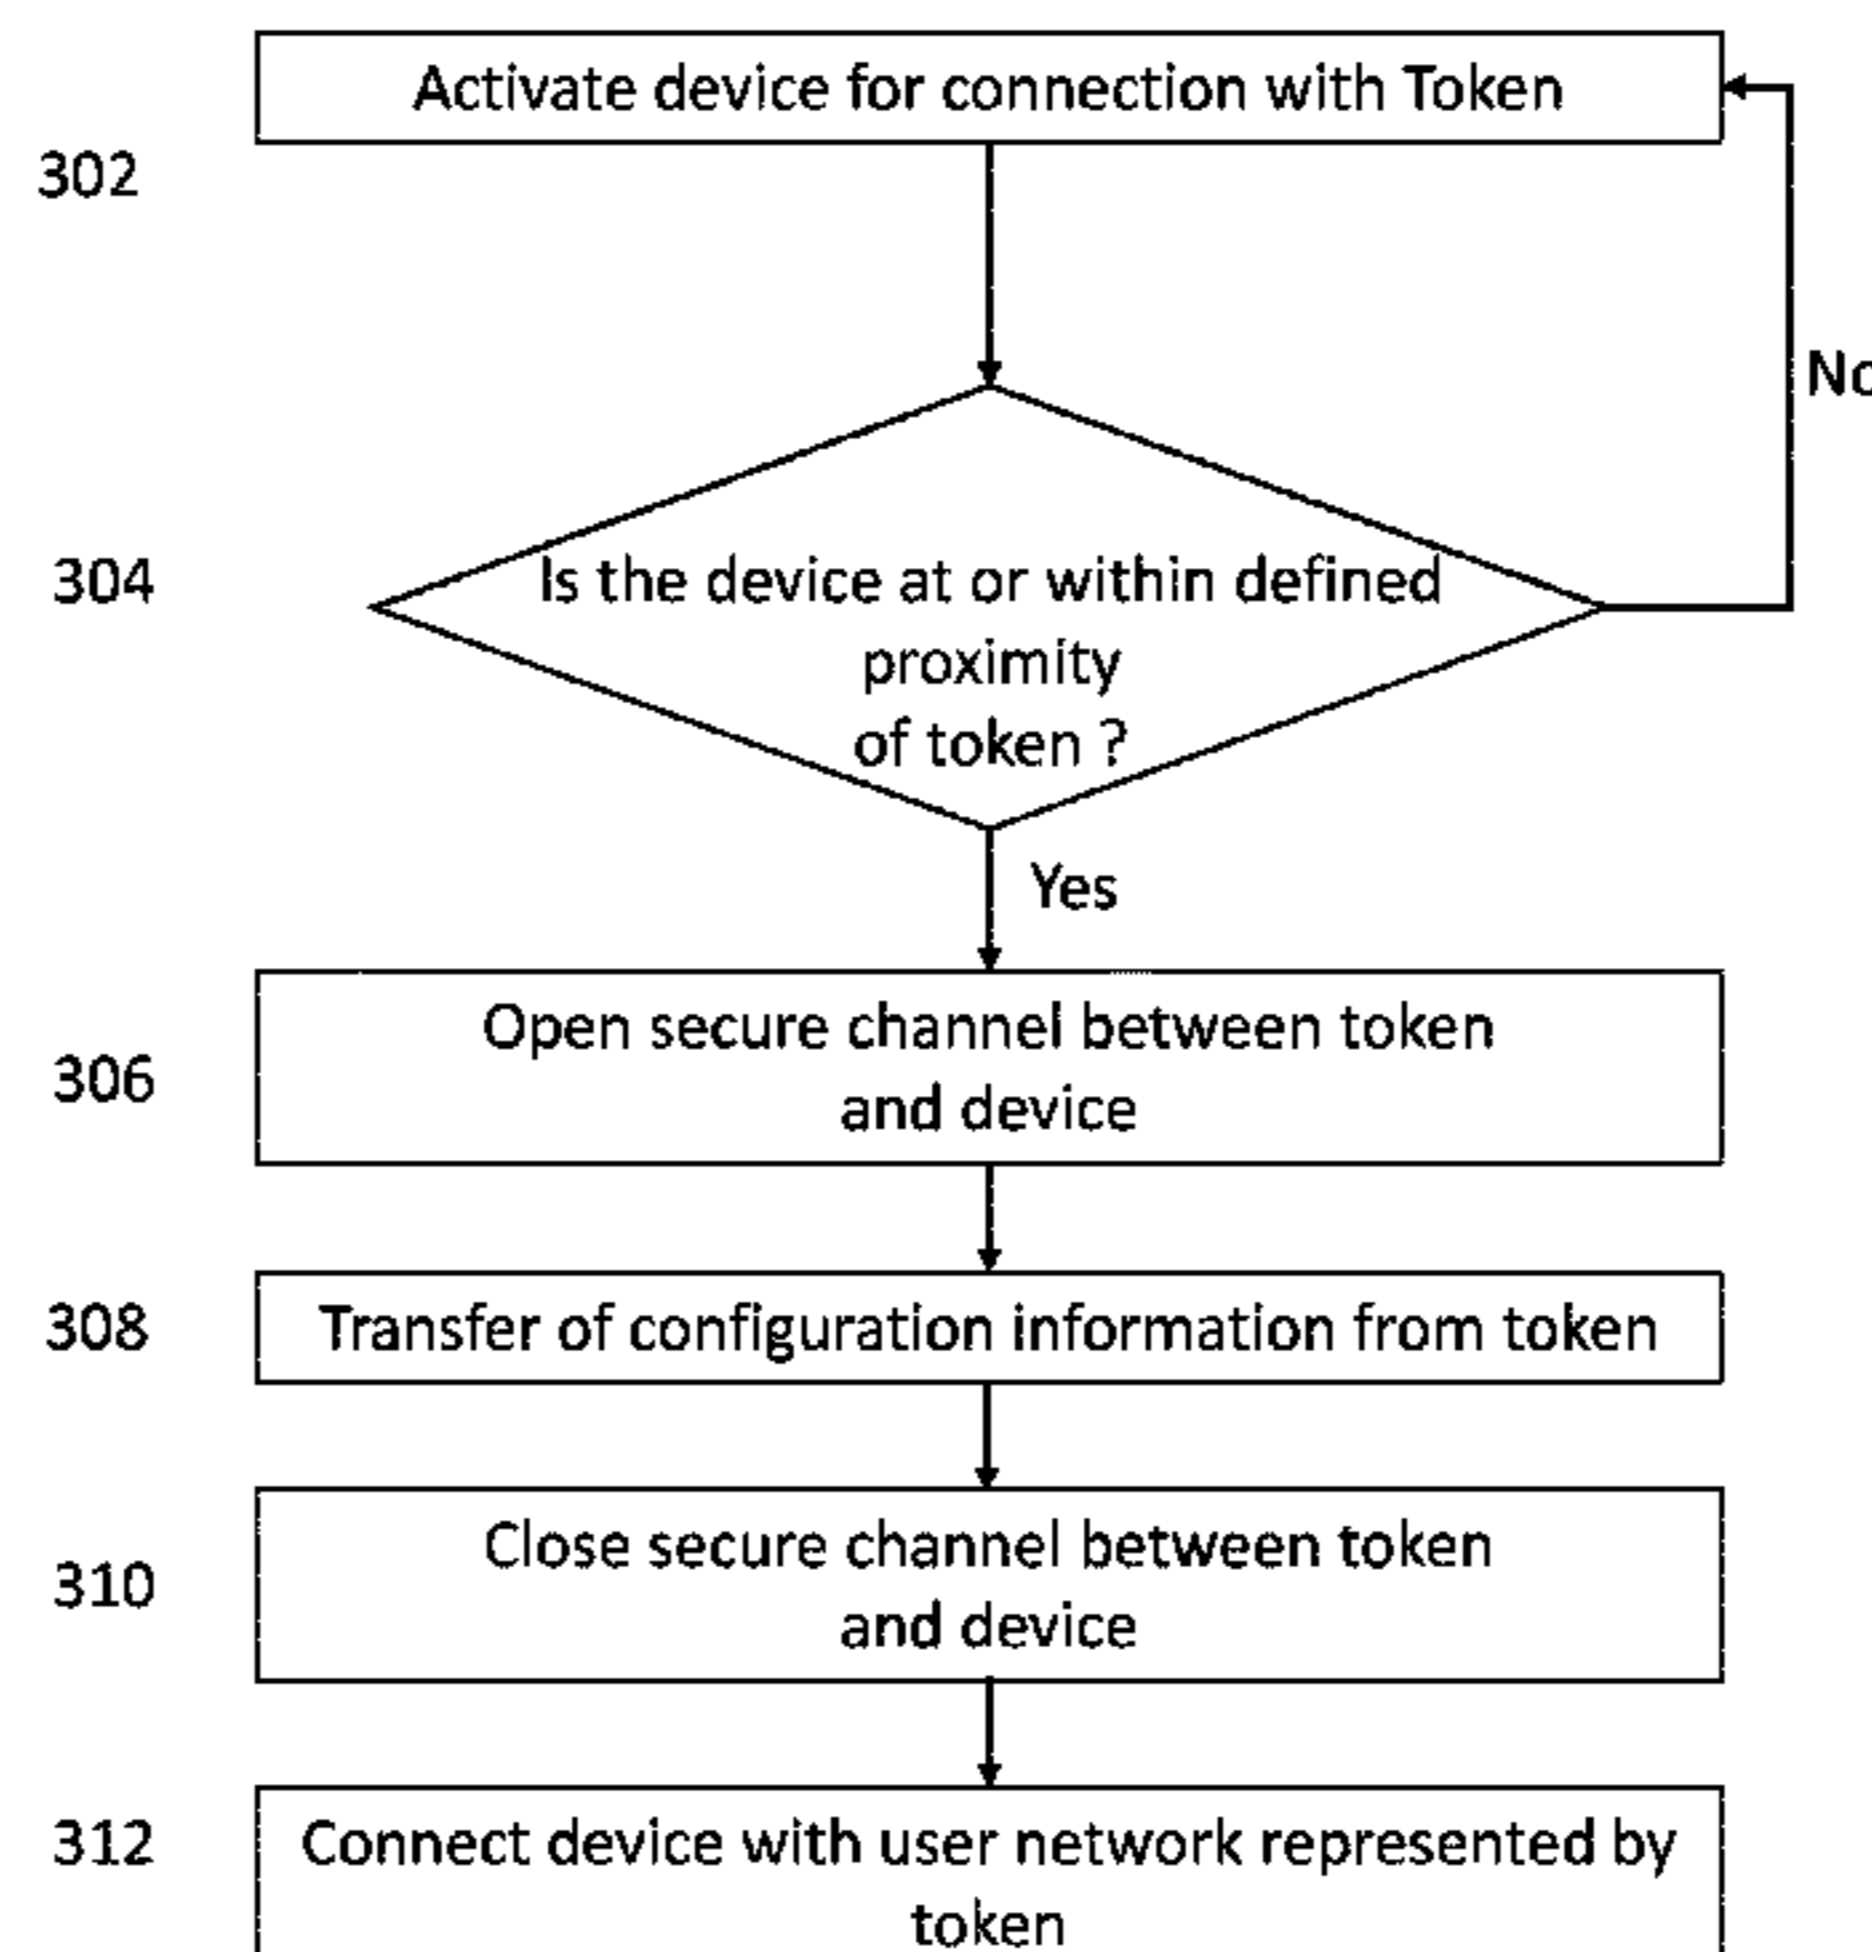 Activate device for connection with Token
302
No
304
Is the device at or within defined
proximity
of token ?
Yes
306
Open secure channel between token
and device
308
Transfer of configuration information from token
310
Close secure channel between token
and device
312
Connect device with user network represented by
token